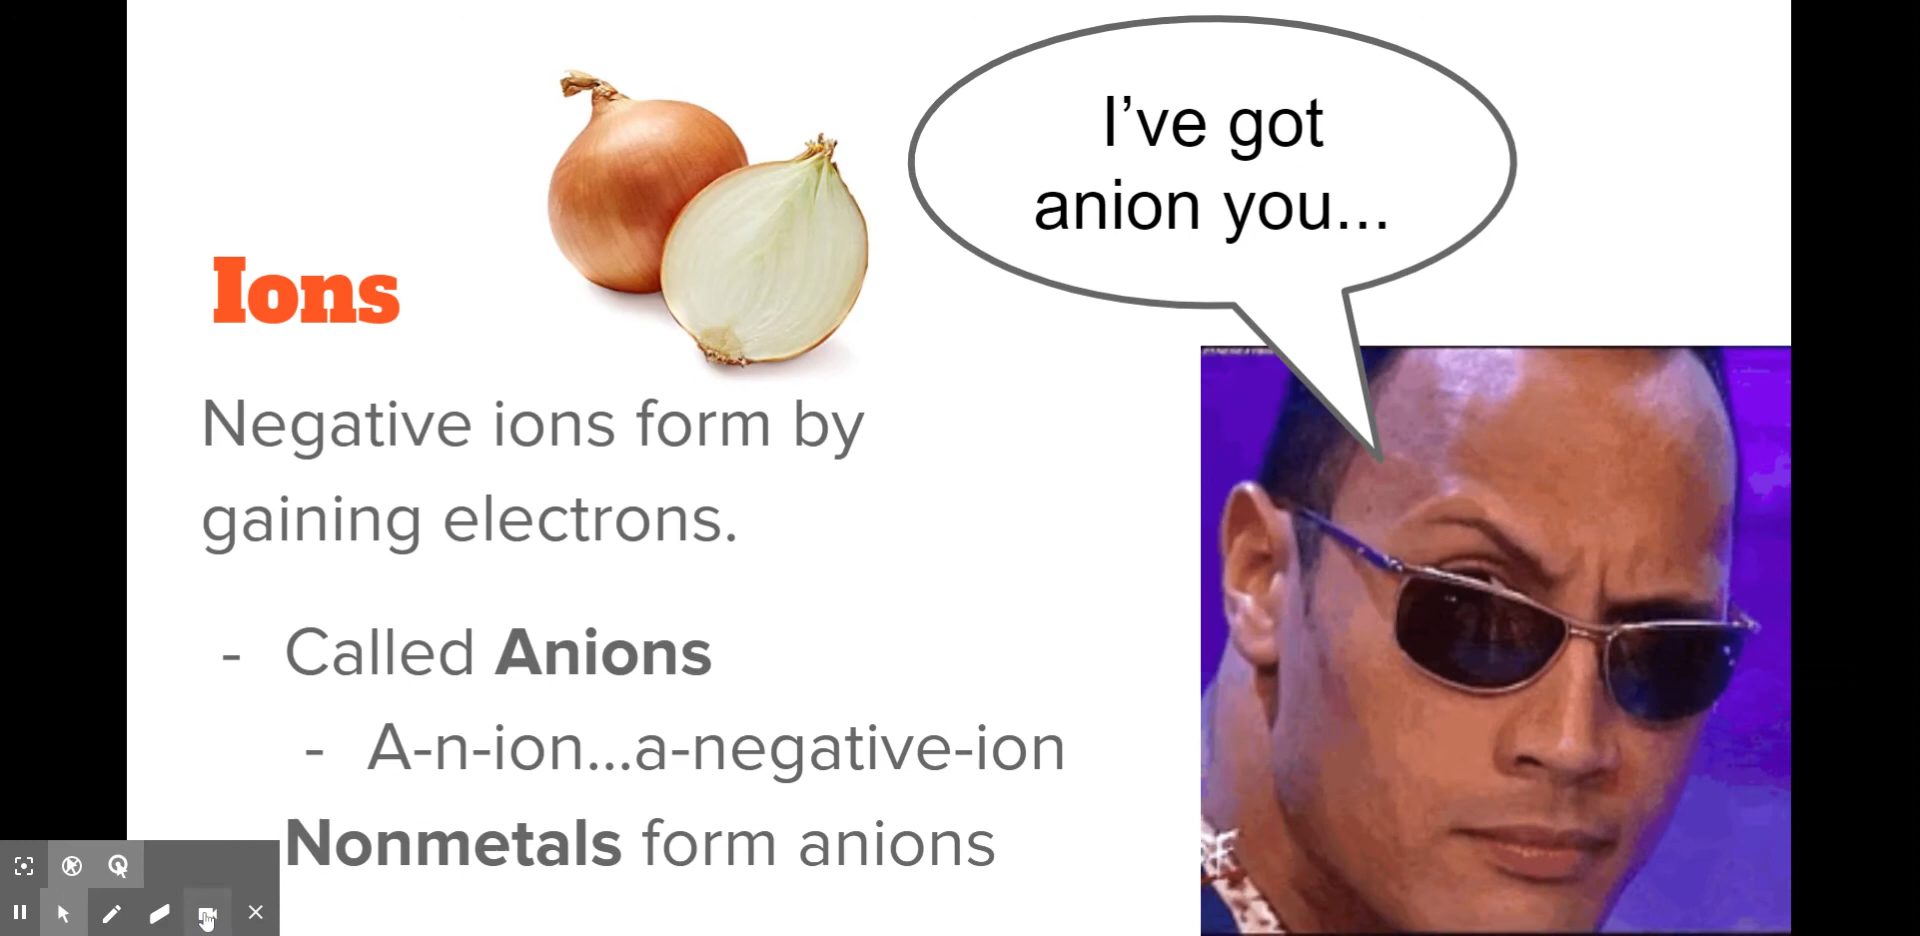 I’ve got
anion you...
Ions
Negative ions form by
gaining electrons.
- Called Anions
- A-n-ion...a-negative-ion
Nonmetals form anions